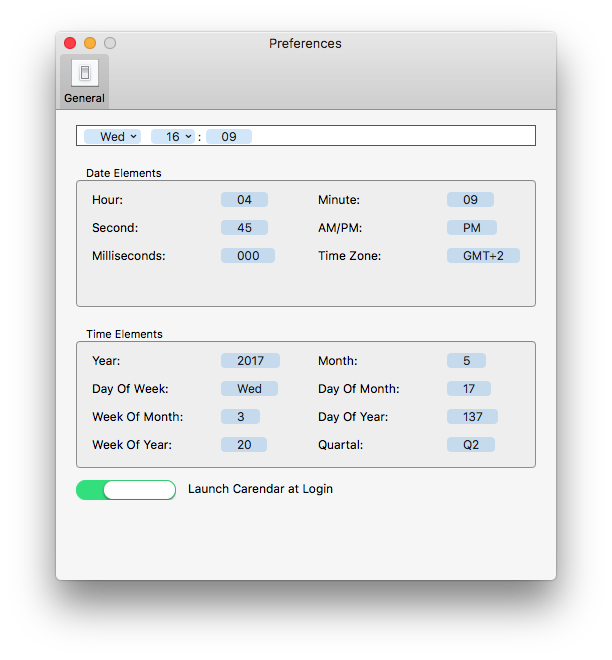 Preferences
General
Wed 16 : 09
Date Elements
Hour: 04 Minute: 09
Second: 45 AM/PM: PM
Milliseconds: 000 Time Zone: GMT+2
Time Elements
Year: 2017 Month: 5
Day Of Week: Wed Day Of Month: 17
Week Of Month: 3 Day Of Year: 137
Week Of Year: 20 Quartal: Q2
Launch Carendar at Login